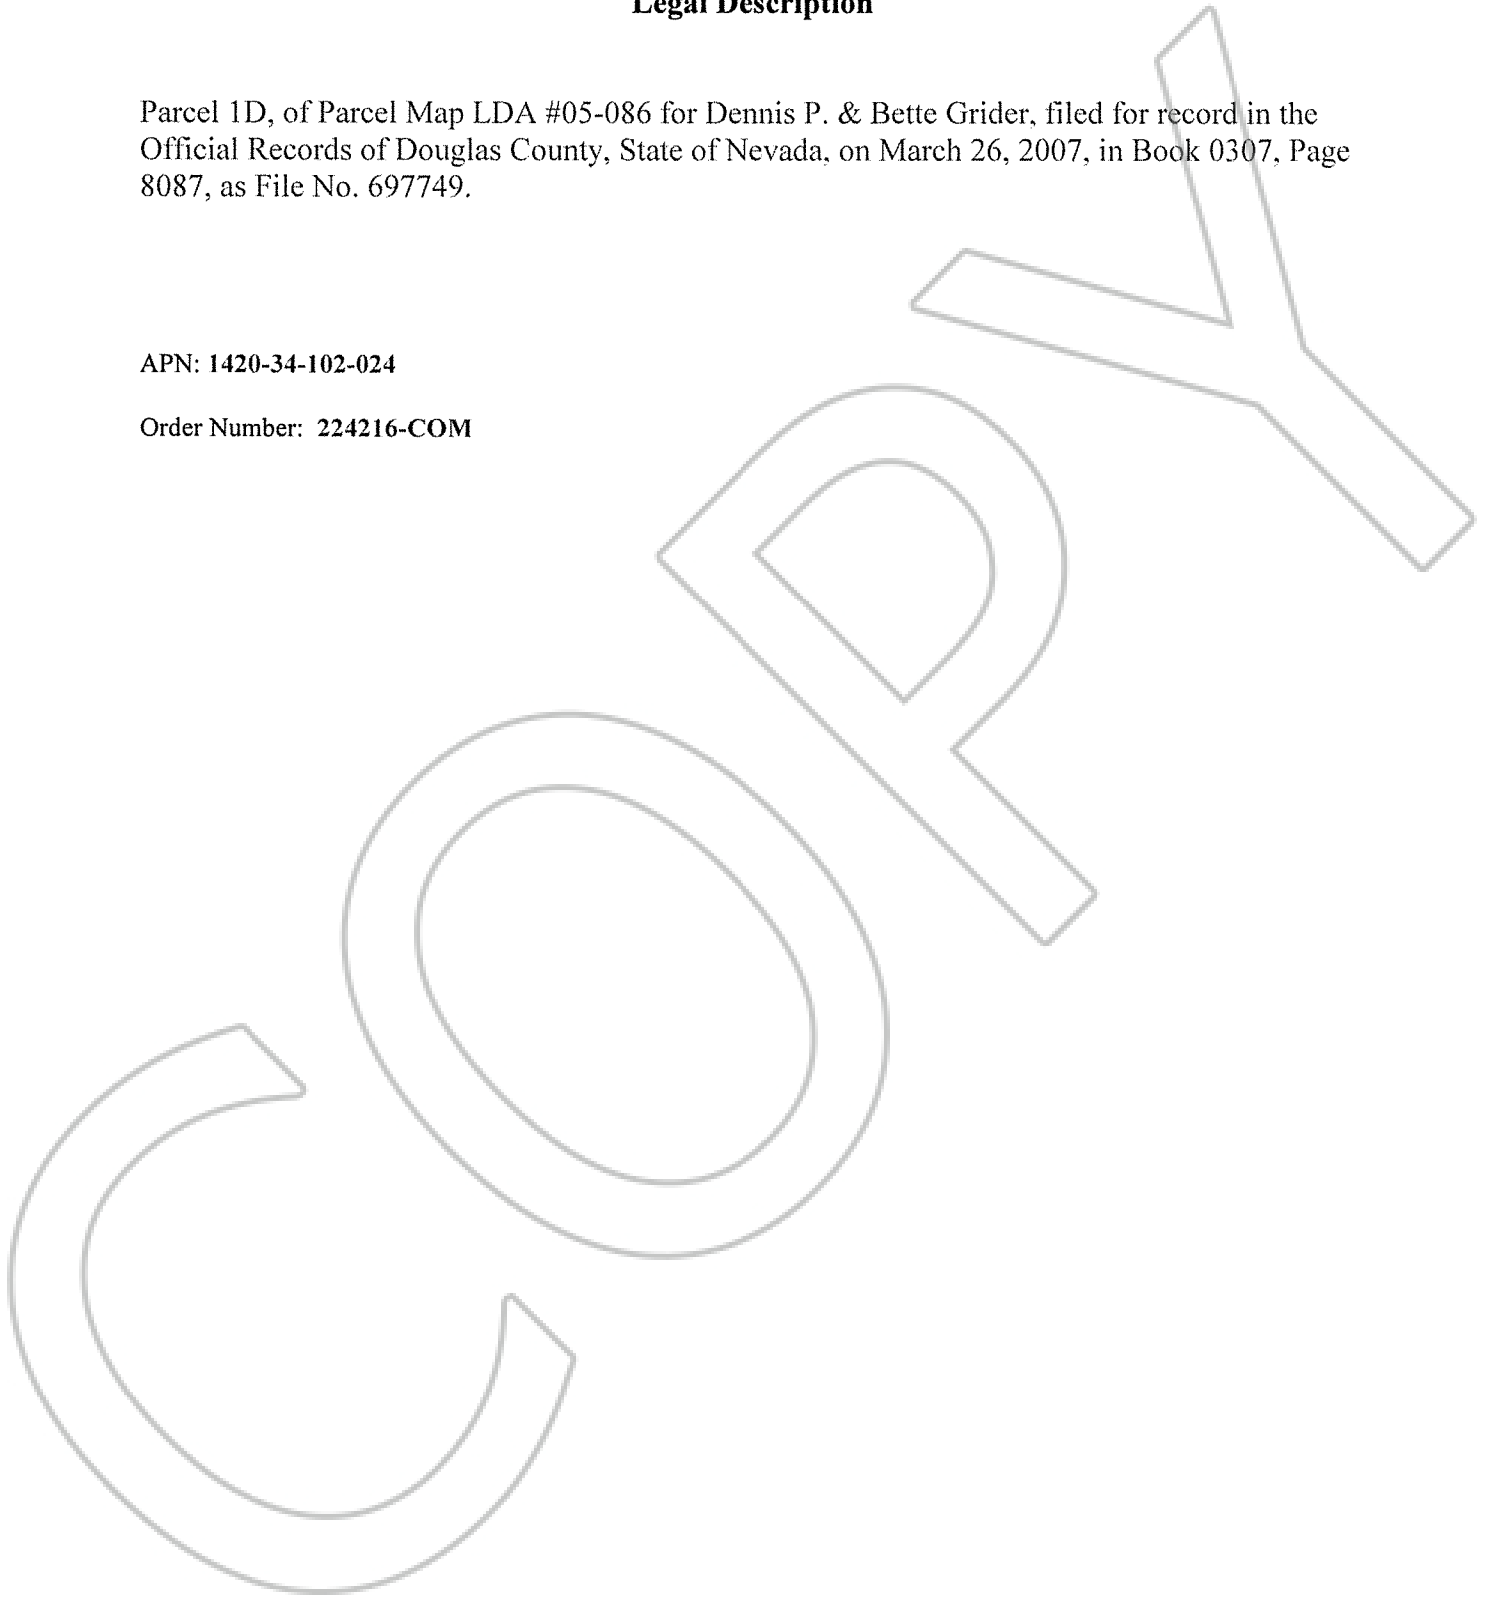 Legal Description
Parcel 1D, of Parcel Map LDA #05-086 for Dennis P. & Bette Grider, filed for record in the
Official Records of Douglas County, State of Nevada, on March 26, 2007, in Book 0307, Page
8087, as File No. 697749.
APN: 1420-34-102-024
Order Number: 224216-COM
COPY